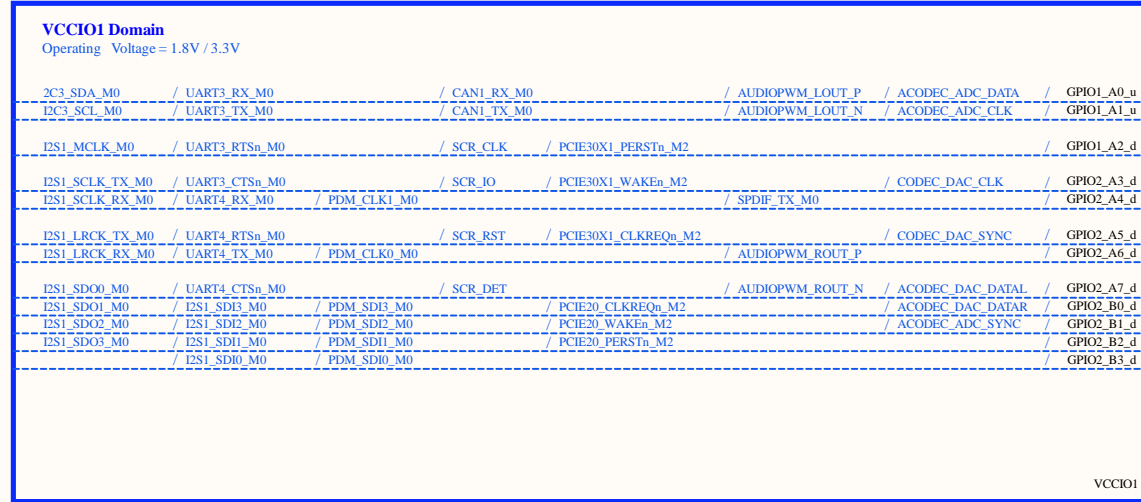 VCCIO1 Domain
Operating Voltage = 1.8V / 3.3V
2C3_SDA_M0 / UART3_RX_M0 / CAN1_RX_M0 / AUDIOPWM_LOUT_P / ACODEC_ADC_DATA / GPIO1_A0_u
I2C3_SCL_M0 / UART3_TX_M0 / CAN1_TX_M0 / AUDIOPWM_LOUT_N / ACODEC_ADC_CLK / GPIO1_A1_u
I2S1_MCLK_M0 / UART3_RTSn_M0 / SCR_CLK / PCIE30X1_PERSTn_M2 / GPIO1_A2_d
I2S1_SCLK_TX_M0 / UART3_CTSn_M0 / SCR_IO / PCIE30X1_WAKEn_M2 / CODEC_DAC_CLK / GPIO2_A3_d
I2S1_SCLK_RX_M0 / UART4_RX_M0 / PDM_CLK1_M0 / SPDIF_TX_M0 / GPIO2_A4_d
I2S1_LRCK_TX_M0 / UART4_RTSn_M0 / SCR_RST / PCIE30X1_CLKREQn_M2 / CODEC_DAC_SYNC / GPIO2_A5_d
I2S1_LRCK_RX_M0 / UART4_TX_M0 / PDM_CLK0_M0 / AUDIOPWM_ROUT_P / GPIO2_A6_d
I2S1_SDO0_M0 / UART4_CTSn_M0 / SCR_DET / AUDIOPWM_ROUT_N / ACODEC_DAC_DATAL / GPIO2_A7_d
I2S1_SDO1_M0 / I2S1_SDI3_M0 / PDM_SDI3_M0 / PCIE20_CLKREQn_M2 / ACODEC_DAC_DATAR / GPIO2_B0_d
I2S1_SDO2_M0 / I2S1_SDI2_M0 / PDM_SDI2_M0 / PCIE20_WAKEn_M2 / ACODEC_ADC_SYNC / GPIO2_B1_d
I2S1_SDO3_M0 / I2S1_SDI1_M0 / PDM_SDI1_M0 / PCIE20_PERSTn_M2 / GPIO2_B2_d
/ I2S1_SDI0_M0 / PDM_SDI0_M0 / GPIO2_B3_d
VCCIO1